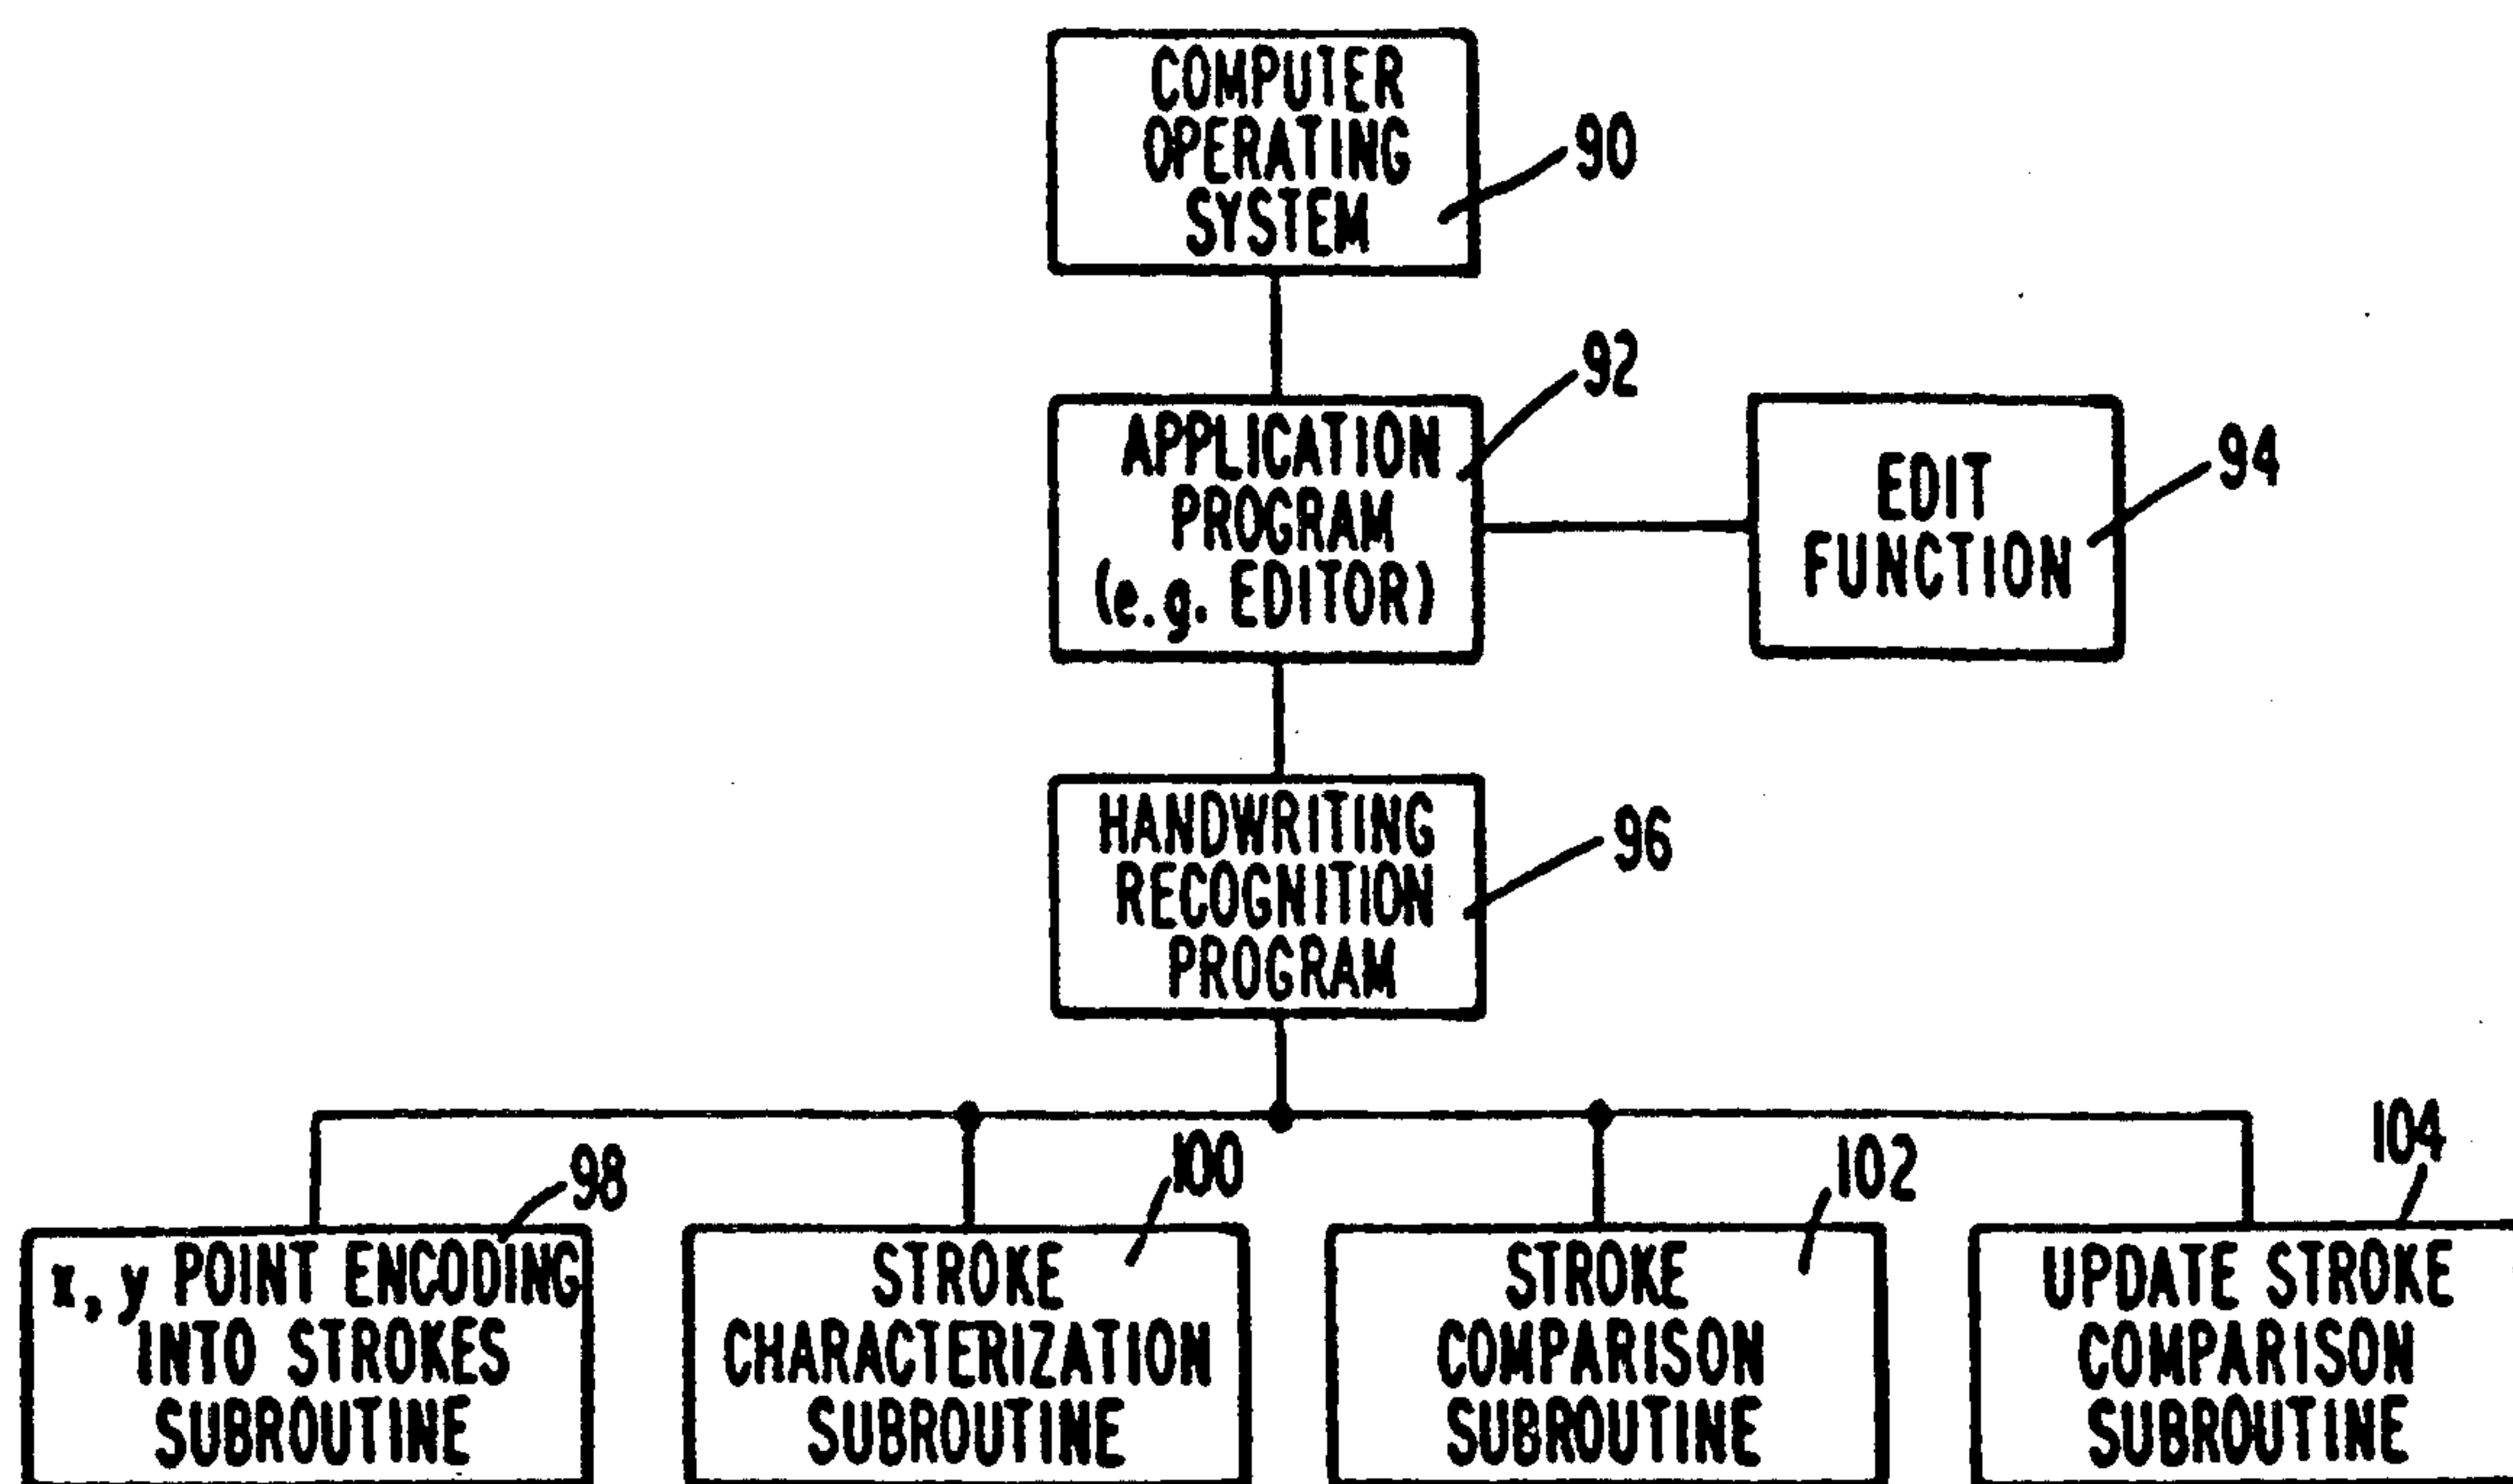 COMPUTER
OPERATING
SYSTEM
90
92
APPLICATION
PROGRAM
(e.g. EDITOR)
EDIT
FUNCTION
94
HANDWRITING
RECOGNITION
PROGRAM
96
98
100
102
104
x, y POINT ENCODING
INTO STROKES
SUBROUTINE
STROKE
CHARACTERIZATION
SUBROUTINE
STROKE
COMPARISON
SUBROUTINE
UPDATE STROKE
COMPARISON
SUBROUTINE